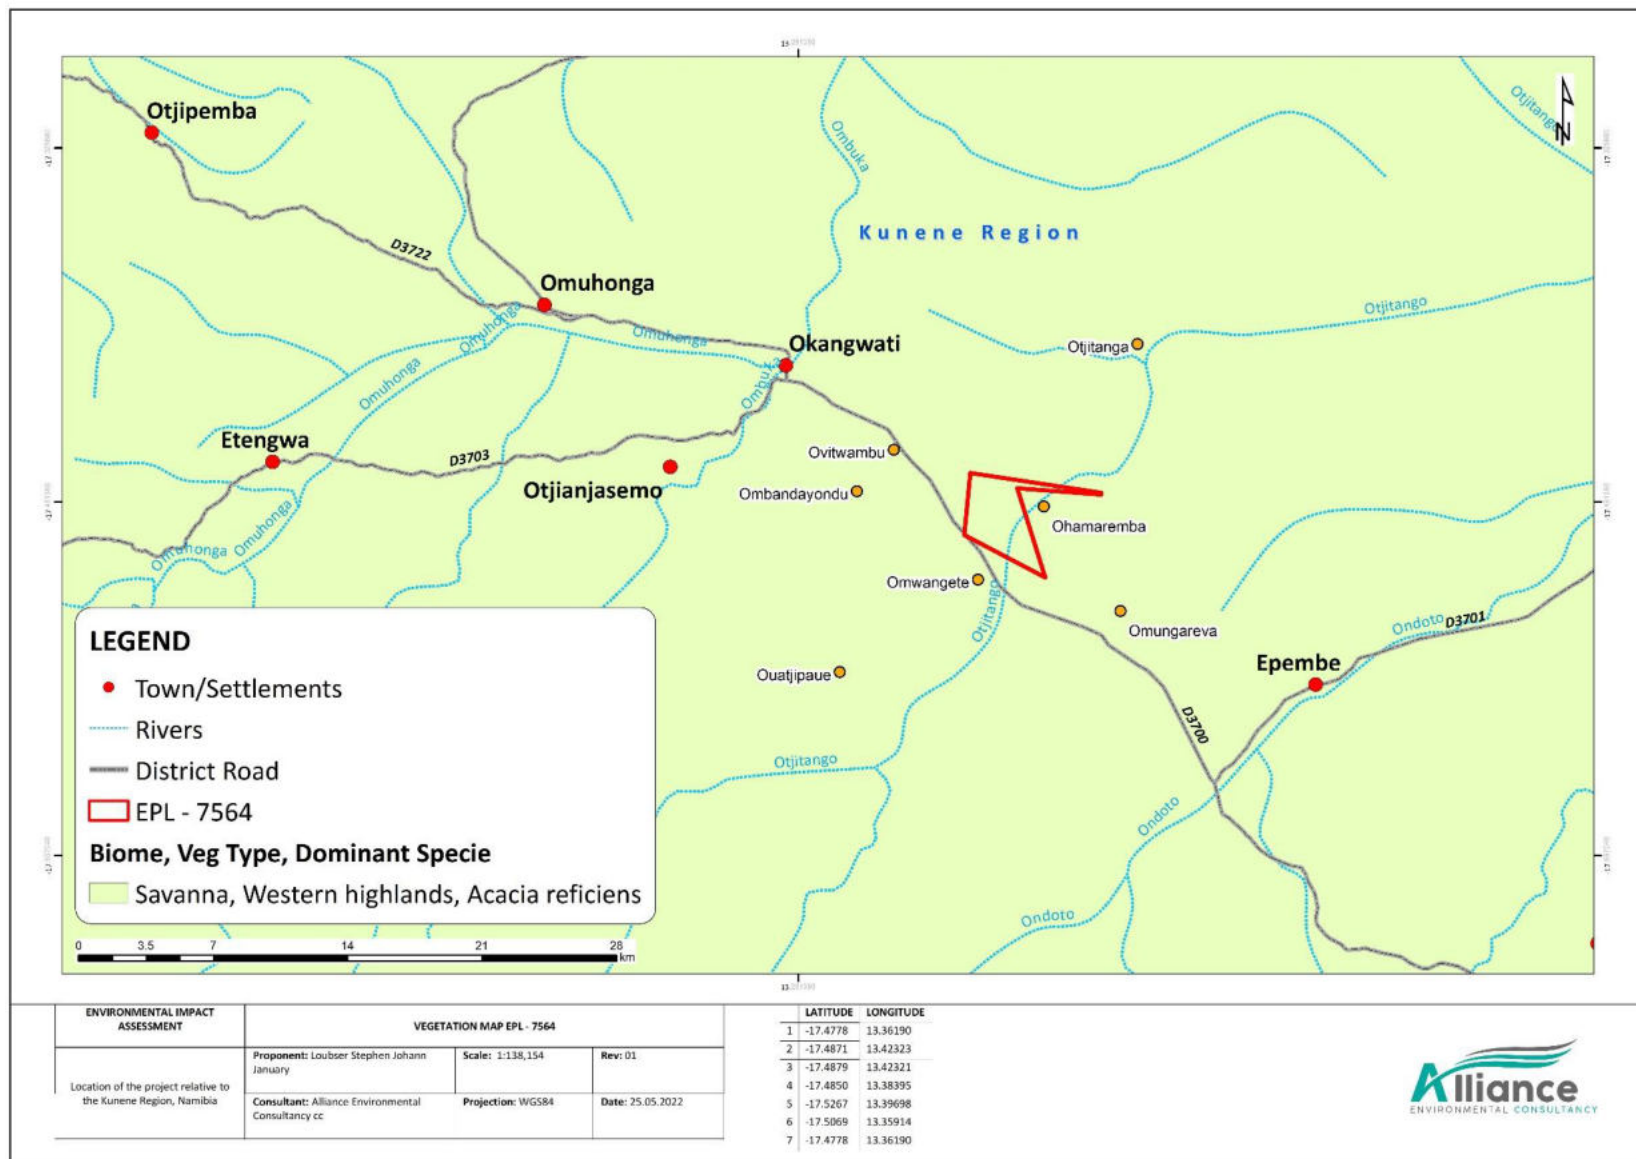 Otjipemba
Ombuka
Otjitango
Kunene Region
D3722
Omuhonga
Omuhonga
Omuhonga
Otjitango
Okangwati
Otjitanga
Ombuka
Omuhonga
Etengwa
D3703
Ovitwambu
Otjianjasemo
Ombandayondu
Ohamaremba
Omuhonga
Omuhonga
Omwangete
Otjitango
Omungareva
Ondoto
D3701
Ouatjipaue
Epembe
D3700
Otjitango
Ondoto
Ondoto
LEGEND
Town/Settlements
Rivers
District Road
EPL - 7564
Biome, Veg Type, Dominant Specie
Savanna, Western highlands, Acacia reficiens
0 3.5 7 14 21 28
km
N
ENVIRONMENTAL IMPACT
ASSESSMENT
Location of the project relative to
the Kunene Region, Namibia
VEGETATION MAP EPL - 7564
Proponent: Loubser Stephen Johann
January
Scale: 1:138,154
Rev: 01
Consultant: Alliance Environmental
Consultancy cc
Projection: WGS84
Date: 25.05.2022
LATITUDE LONGITUDE
1 -17.4778 13.36190
2 -17.4871 13.42323
3 -17.4879 13.42321
4 -17.4850 13.38395
5 -17.5267 13.39698
6 -17.5069 13.35914
7 -17.4778 13.36190
Alliance
ENVIRONMENTAL CONSULTANCY